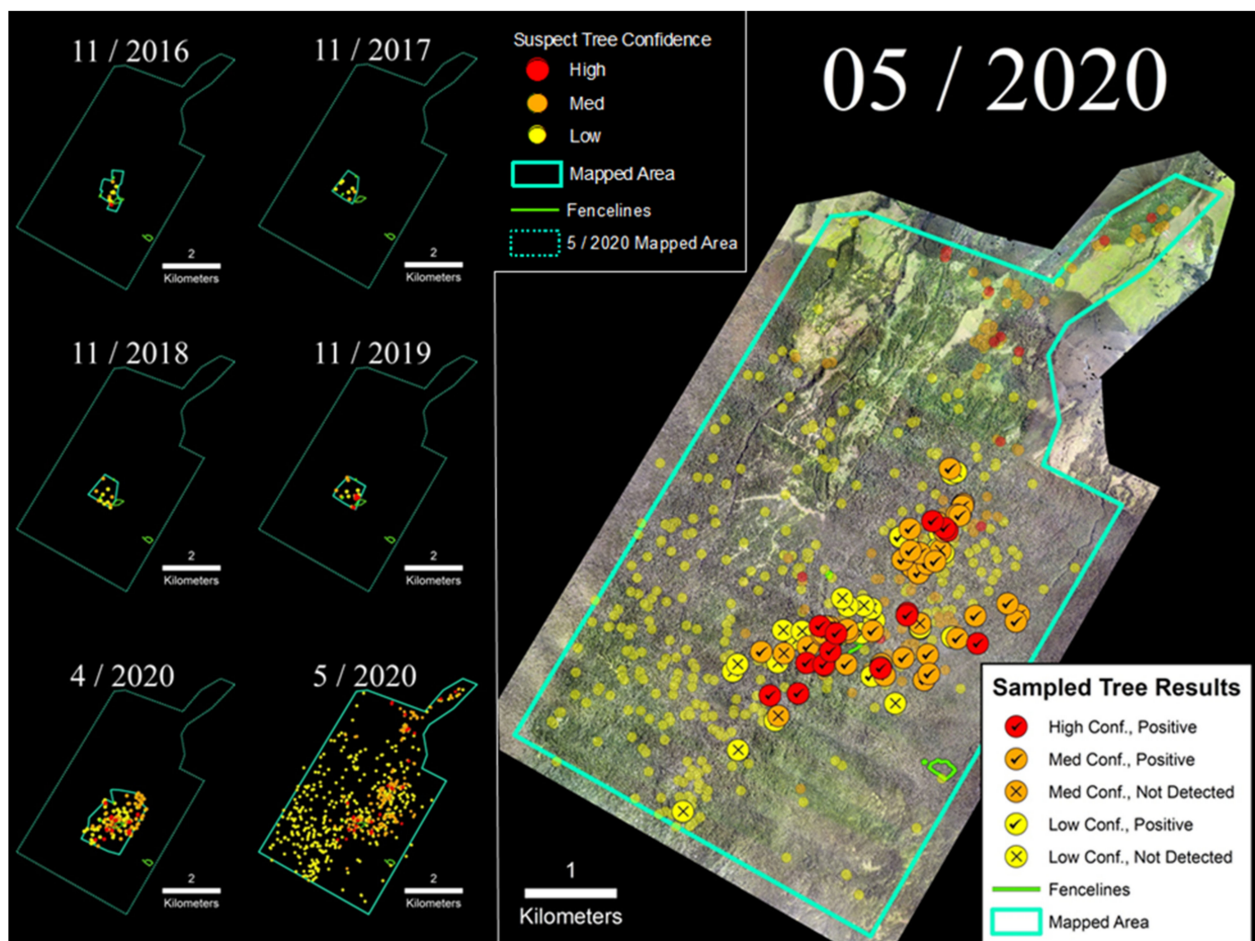 11 / 2016
11 / 2017
2
Kilometers
2
Kilometers
11 / 2018
11 / 2019
2
Kilometers
2
Kilometers
4 / 2020
5 / 2020
2
Kilometers
2
Kilometers
Suspect Tree Confidence
High
Med
Low
Mapped Area
Fencelines
5 / 2020 Mapped Area
05 / 2020
1
Kilometers
Sampled Tree Results
High Conf., Positive
Med Conf., Positive
Med Conf., Not Detected
Low Conf., Positive
Low Conf., Not Detected
Fencelines
Mapped Area